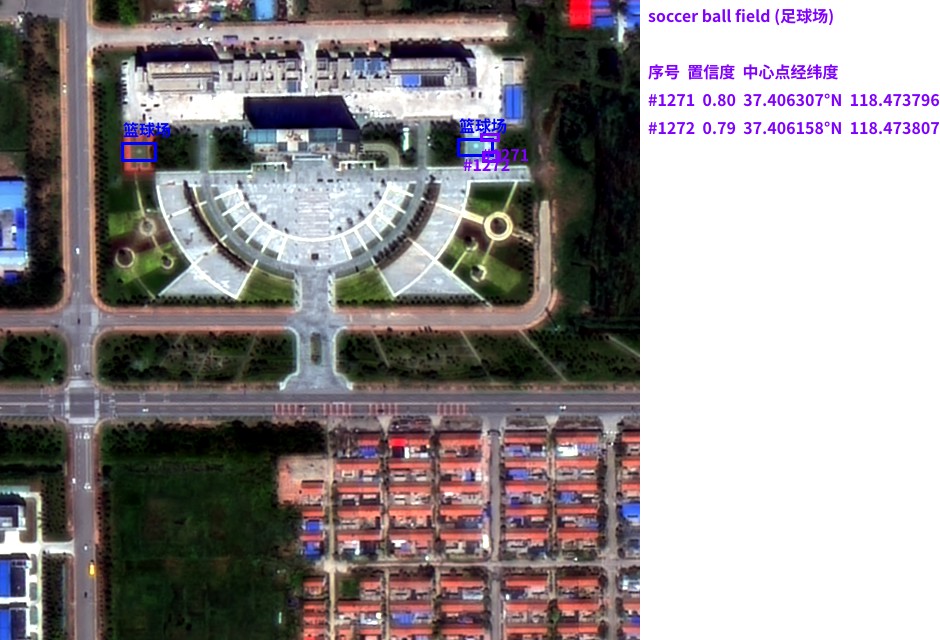 soccer ball field (足球场)
序号 置信度 中心点经纬度
#1271 0.80 37.406307°N 118.473796
#1272 0.79 37.406158°N 118.473807
篮球场
篮球场
#1271
#1272